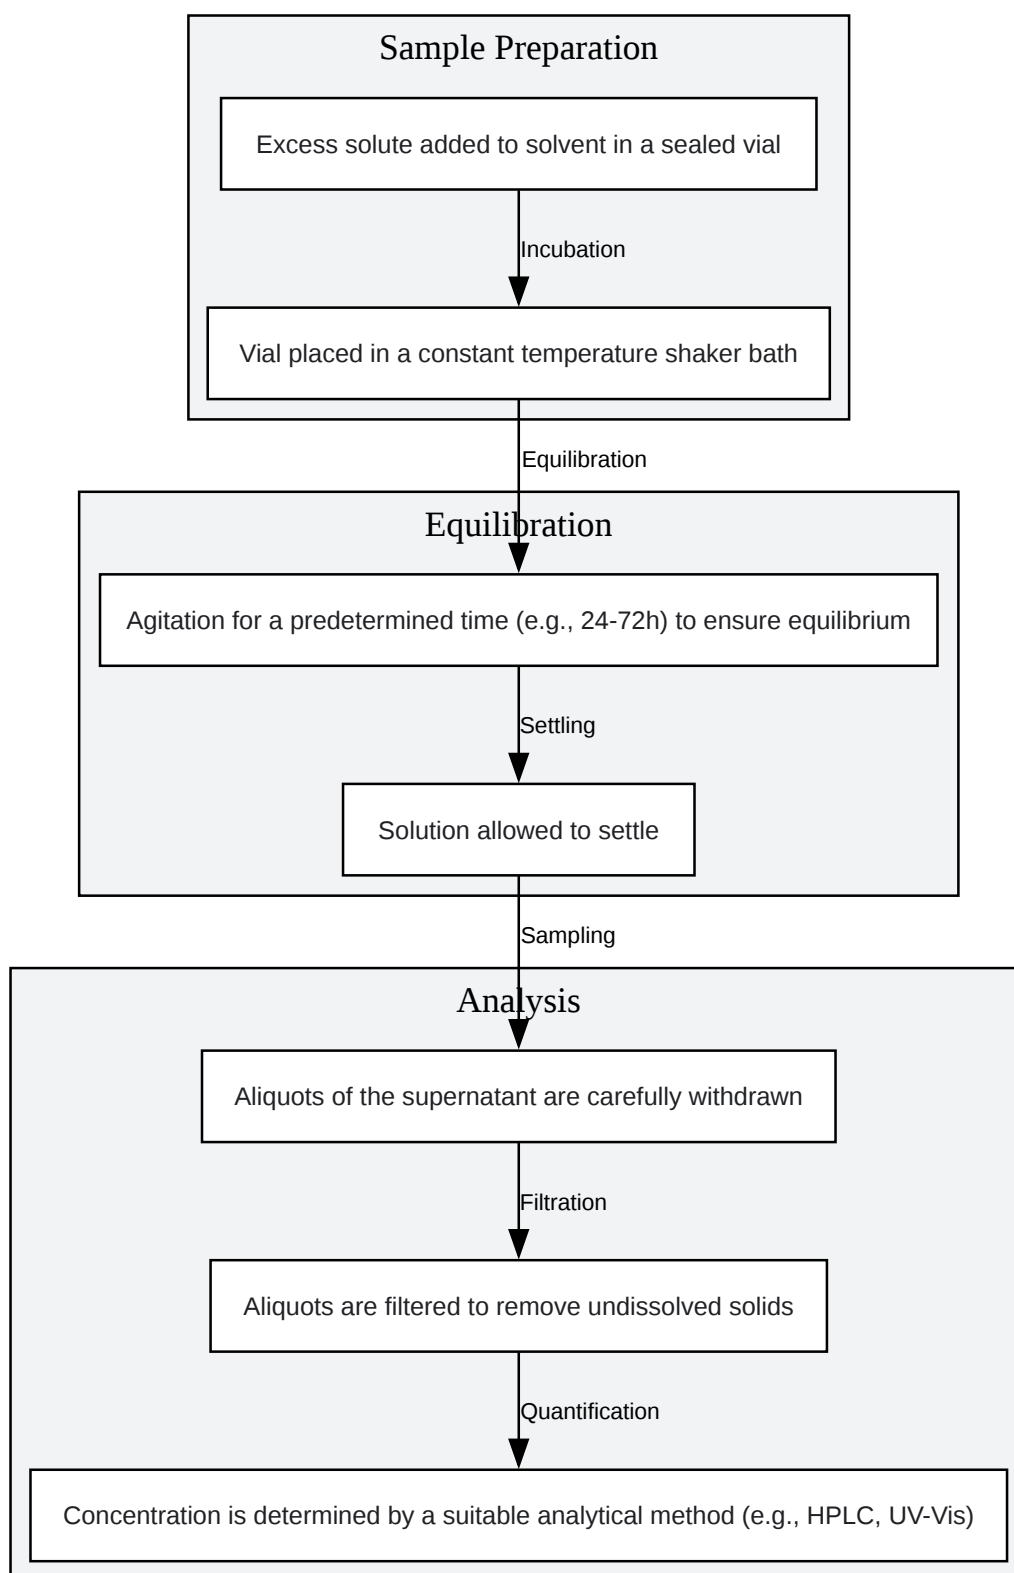 Sample Preparation
Excess solute added to solvent in a sealed vial
Incubation
Vial placed in a constant temperature shaker bath
Equilibration
Equilibration
Agitation for a predetermined time (e.g., 24-72h) to ensure equilibrium
Settling
Solution allowed to settle
Sampling
Analysis
Aliquots of the supernatant are carefully withdrawn
Filtration
Aliquots are filtered to remove undissolved solids
Quantification
Concentration is determined by a suitable analytical method (e.g., HPLC, UV-Vis)